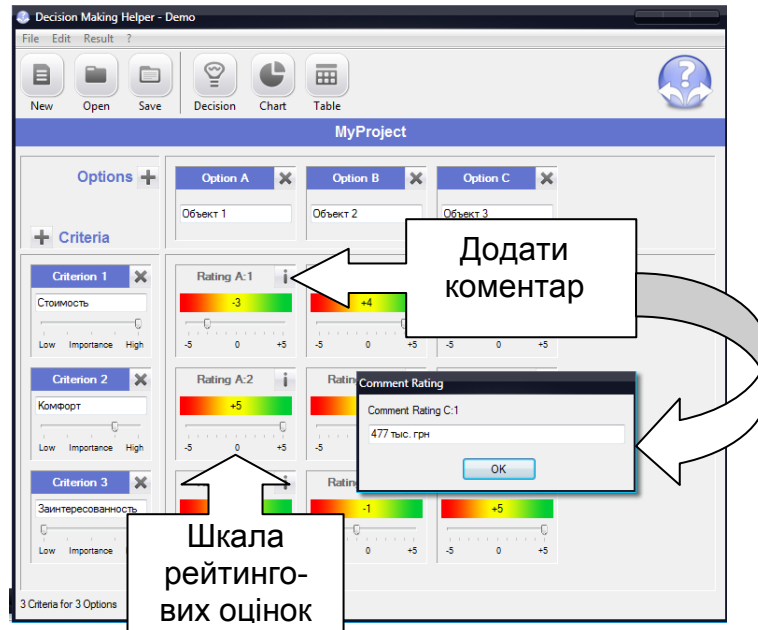 Decision Making Helper - Demo
File Edit Result ?
New Open Save Decision Chart Table
MyProject
Options
Option A Option B Option C
Объект 1 Объект 2 Объект 3
Criteria
Додати
коментар
Criterion 1 Rating A:1
Стоимость -3 +4
Low Importance High -5 0 +5 -5 0 +5 -5 0 +5
Criterion 2 Rating A:2
Комфорт +5
Low Importance High -5 0 +5 -5
Comment Rating
Comment Rating C:1
477 тыс. грн
OK
Criterion 3
Заинтересованность -1 +5
Low Importance 0 +5 -5 0 +5
Шкала
рейтинго-
вих оцінок
3 Criteria for 3 Options